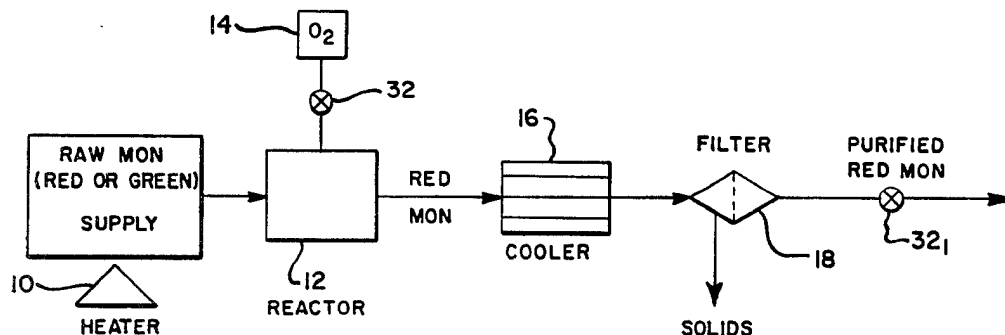 14
O2
32
RAW MON
(RED OR GREEN)
SUPPLY
10
HEATER
12
REACTOR
RED
MON
16
COOLER
FILTER
18
SOLIDS
PURIFIED
RED MON
321